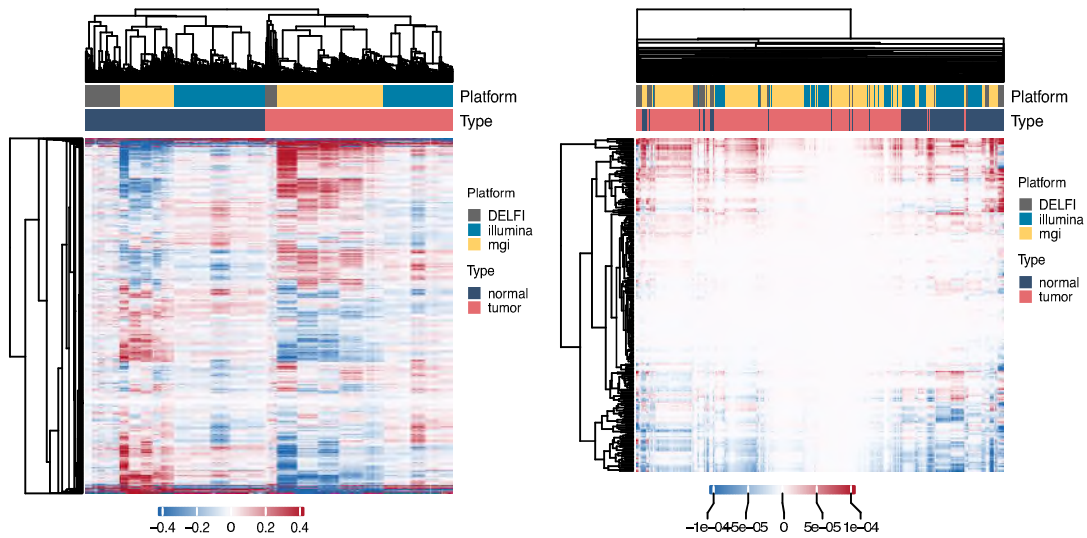 Platform
Type
Platform
DELFI
illumina
mgi
Type
normal
tumor
−0.4 −0.2 0 0.2 0.4
Platform
Type
Platform
DELFI
illumina
mgi
Type
normal
tumor
−1e−04 −5e−05 0 5e−05 1e−04